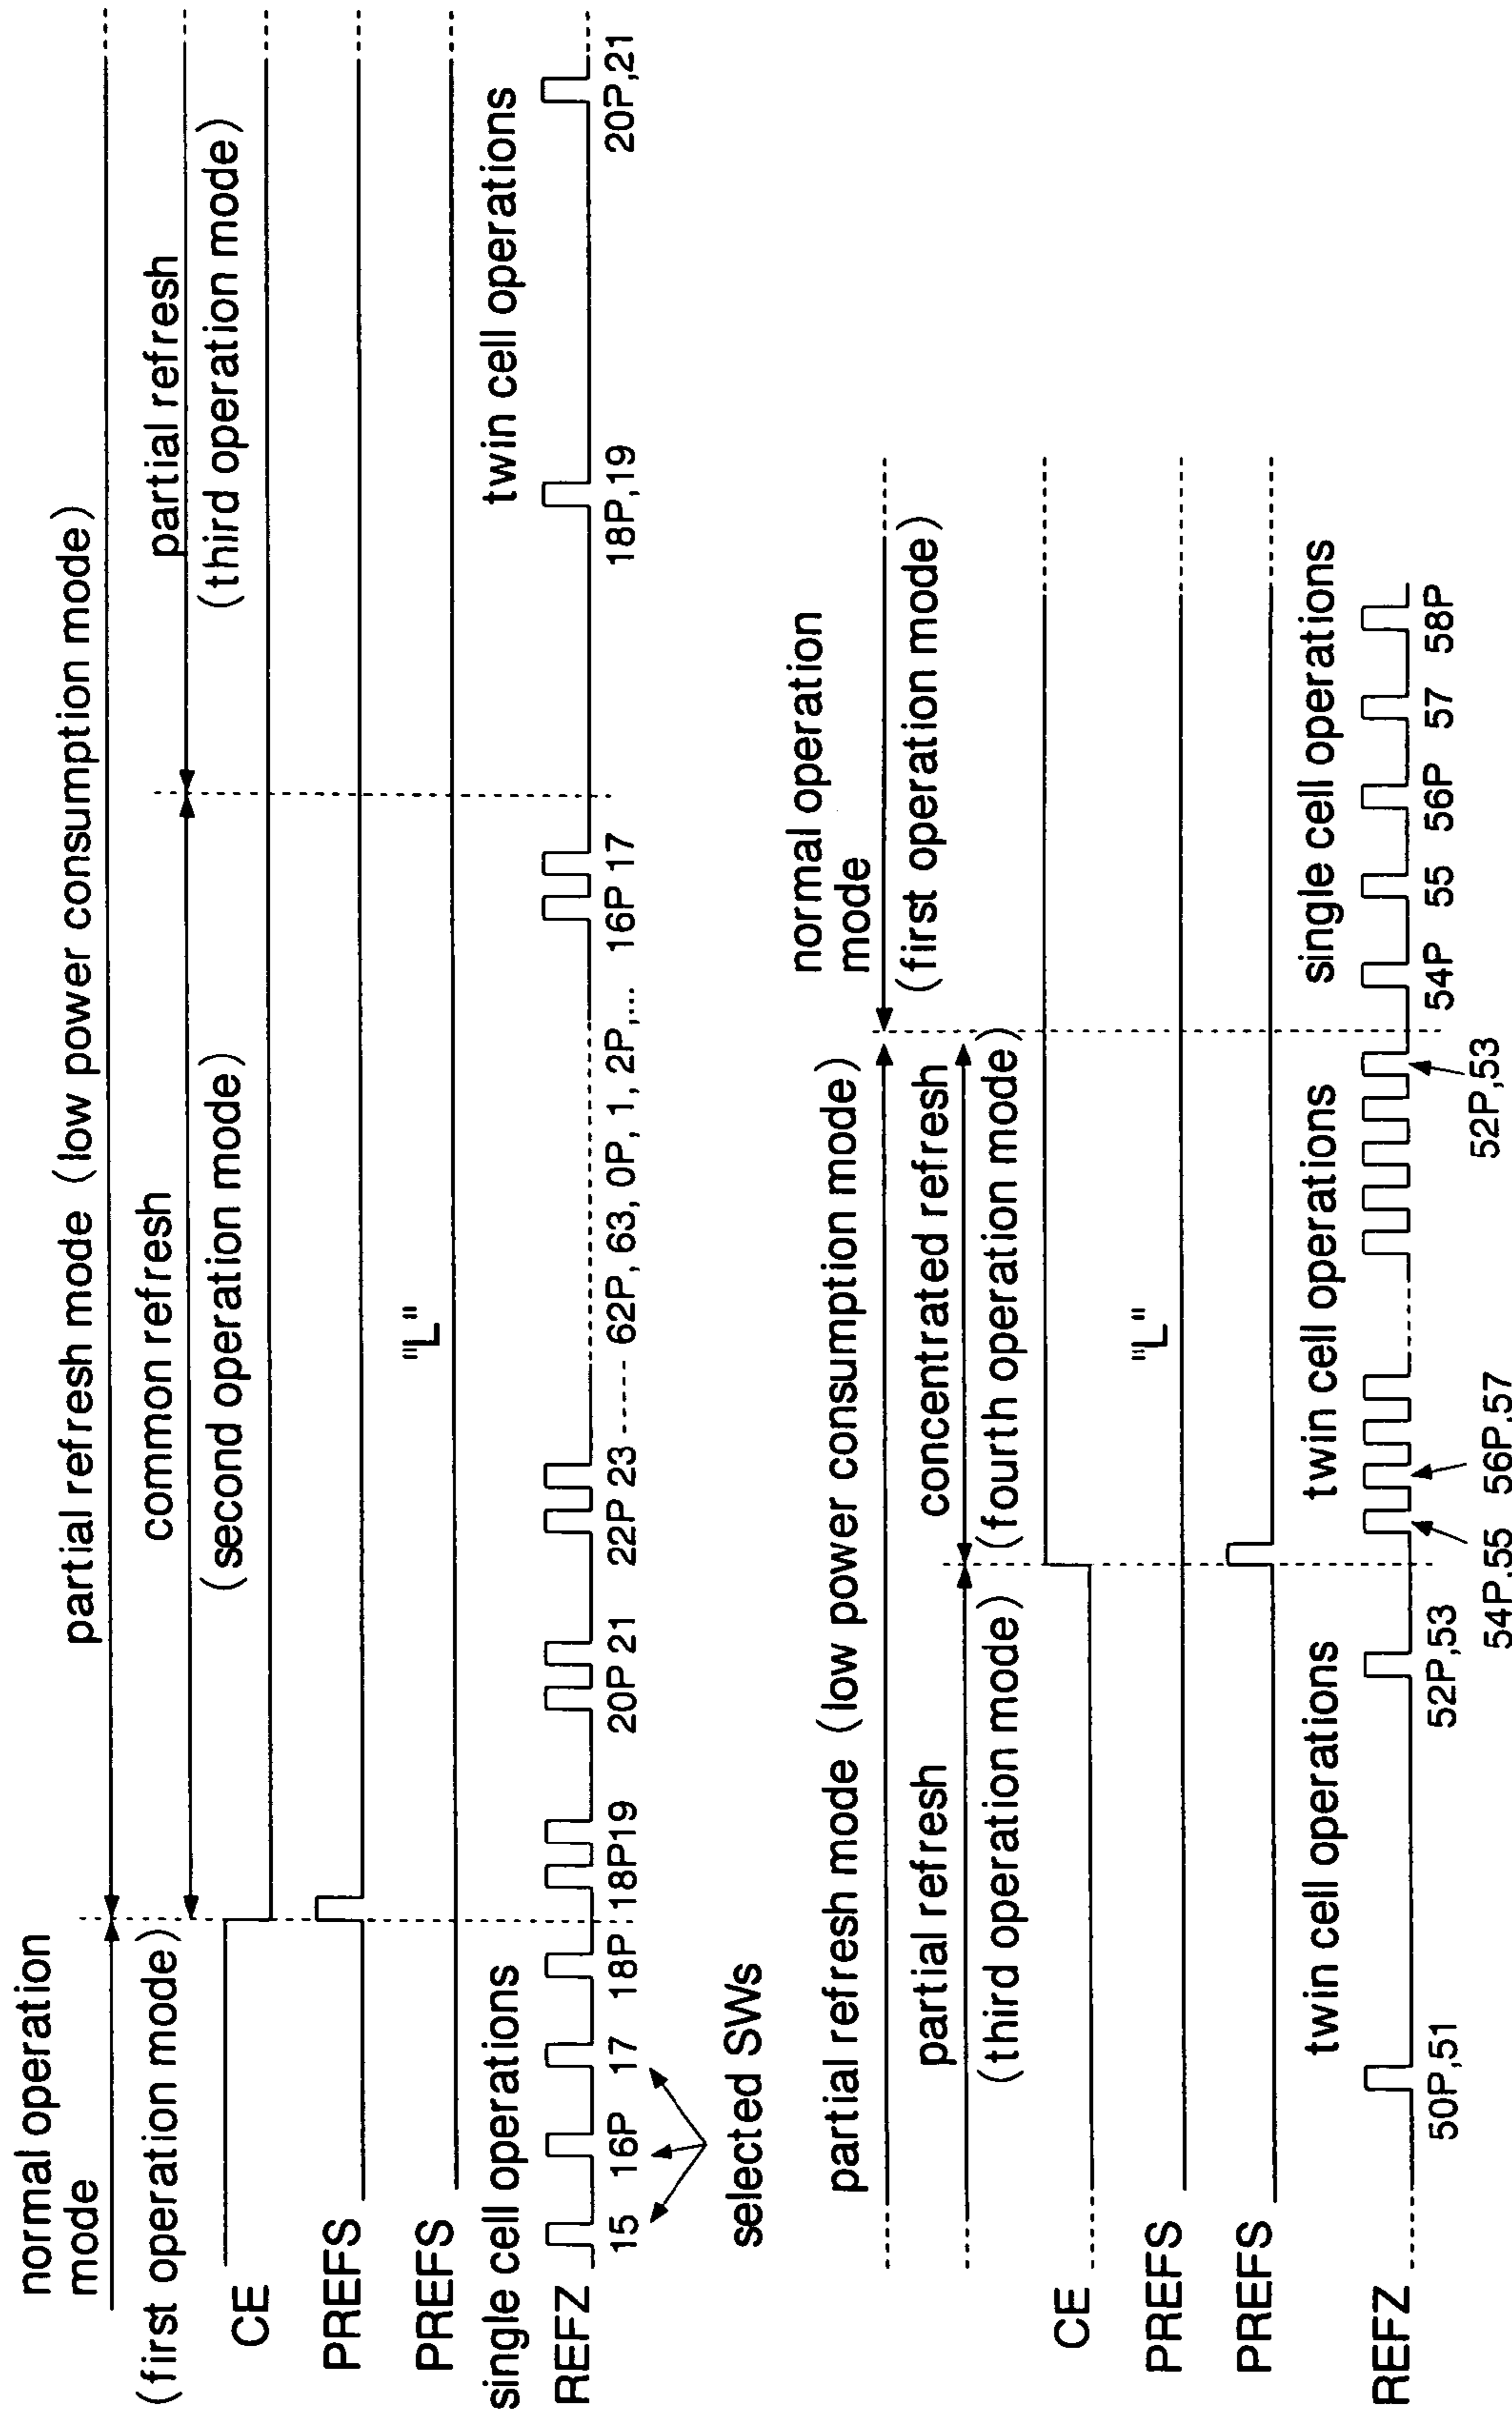 partial refresh mode (low power consumption mode)
normal operation
mode
(first operation mode)
common refresh
(second operation mode)
partial refresh
(third operation mode)
CE
PREFS
PREFS
"L"
single cell operations
twin cell operations
REFZ
15 16P 17 18P 18P19 20P 21 22P 23 ----- 62P, 63, 0P, 1, 2P,... 16P 17 18P,19 20P,21
selected SWs
partial refresh mode (low power consumption mode)
normal operation
mode
(first operation mode)
partial refresh
(third operation mode)
concentrated refresh
(fourth operation mode)
CE
PREFS
"L"
PREFS
twin cell operations
twin cell operations
single cell operations
REFZ
50P,51 52P,53 54P 55 56P 57 58P
54P,55 56P,57 52P,53